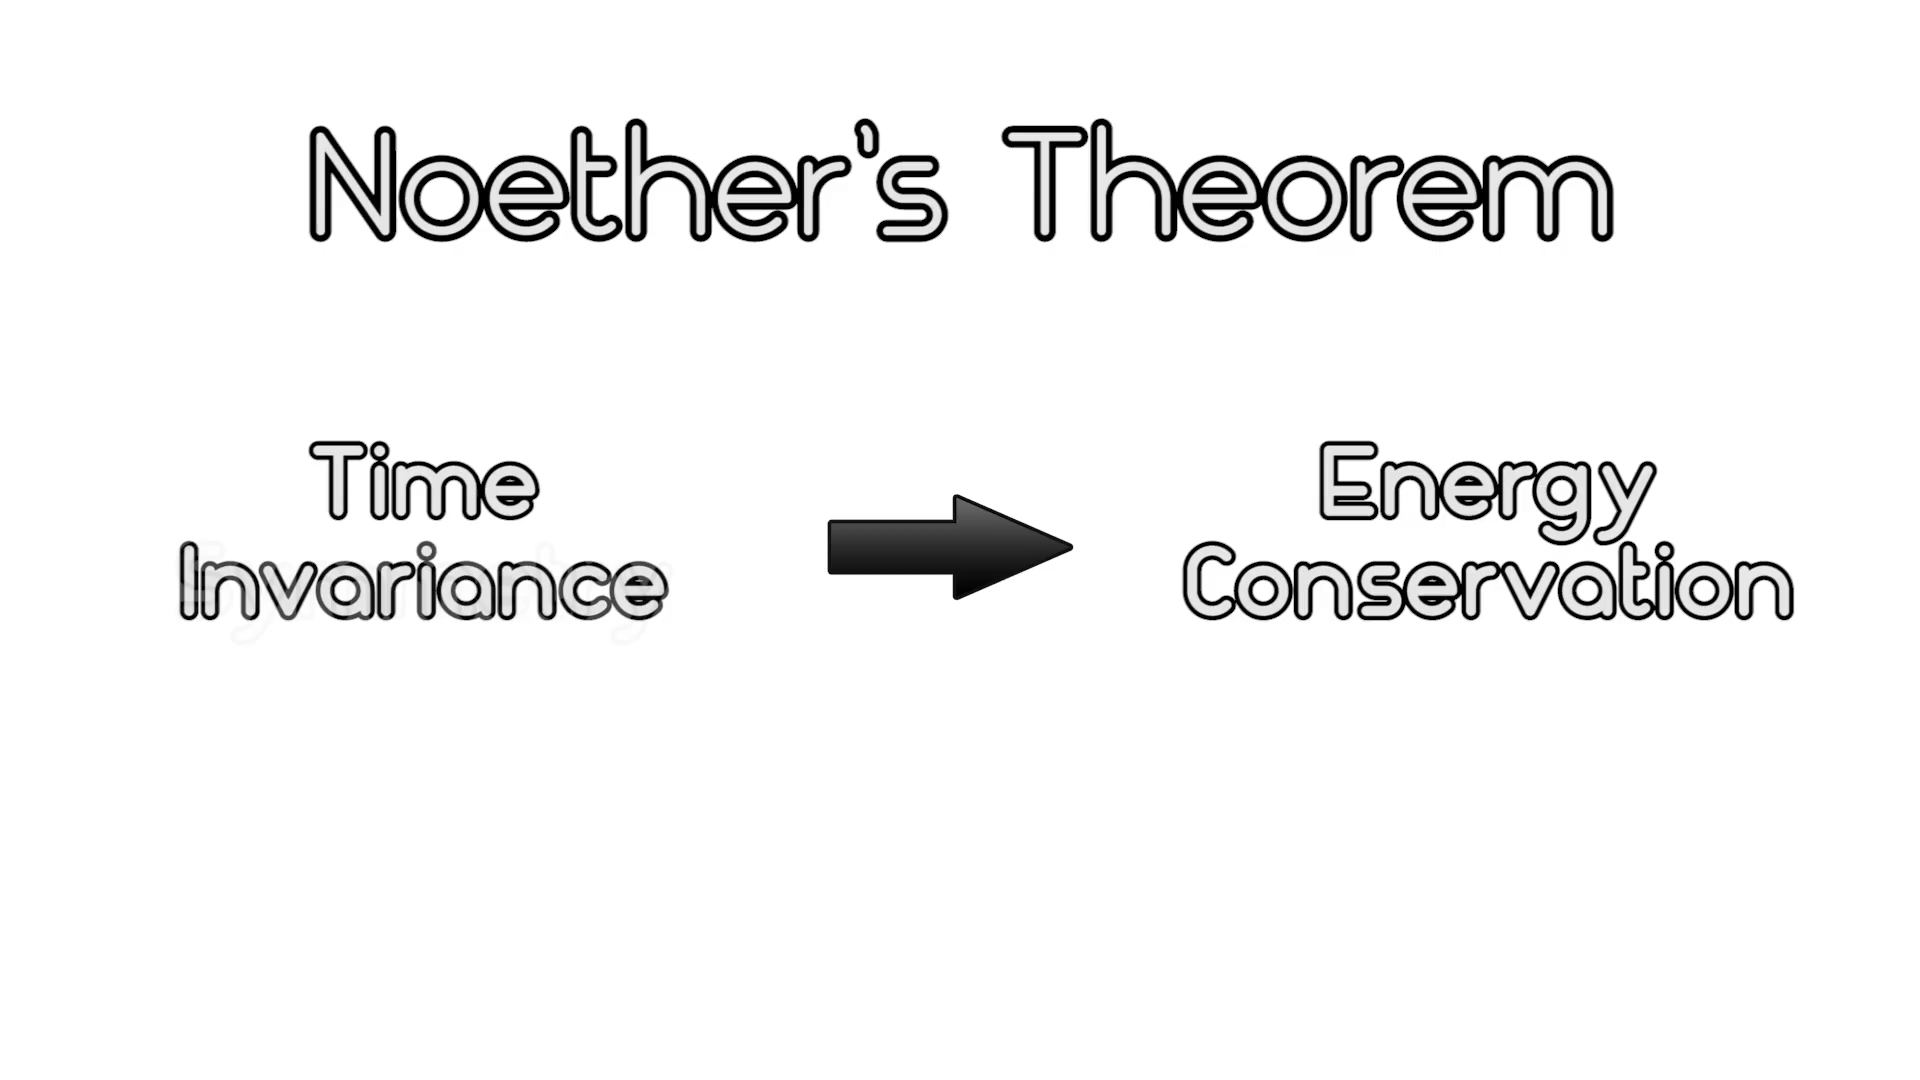 Noether's Theorem
Time
Invariance
Energy
Conservation